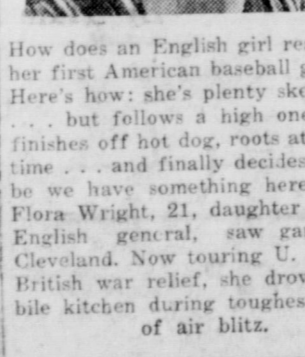 How does an English girl re
her first American baseball g
Here's how: she's plenty ske
. . . but follows a high one
finishes off hot dog, roots at
time . . . and finally decides
be we have something here
Flora Wright, 21, daughter
English general, saw ga
Cleveland. Now touring U.
British war relief, she drov
bile kitchen during toughes
of air blitz.